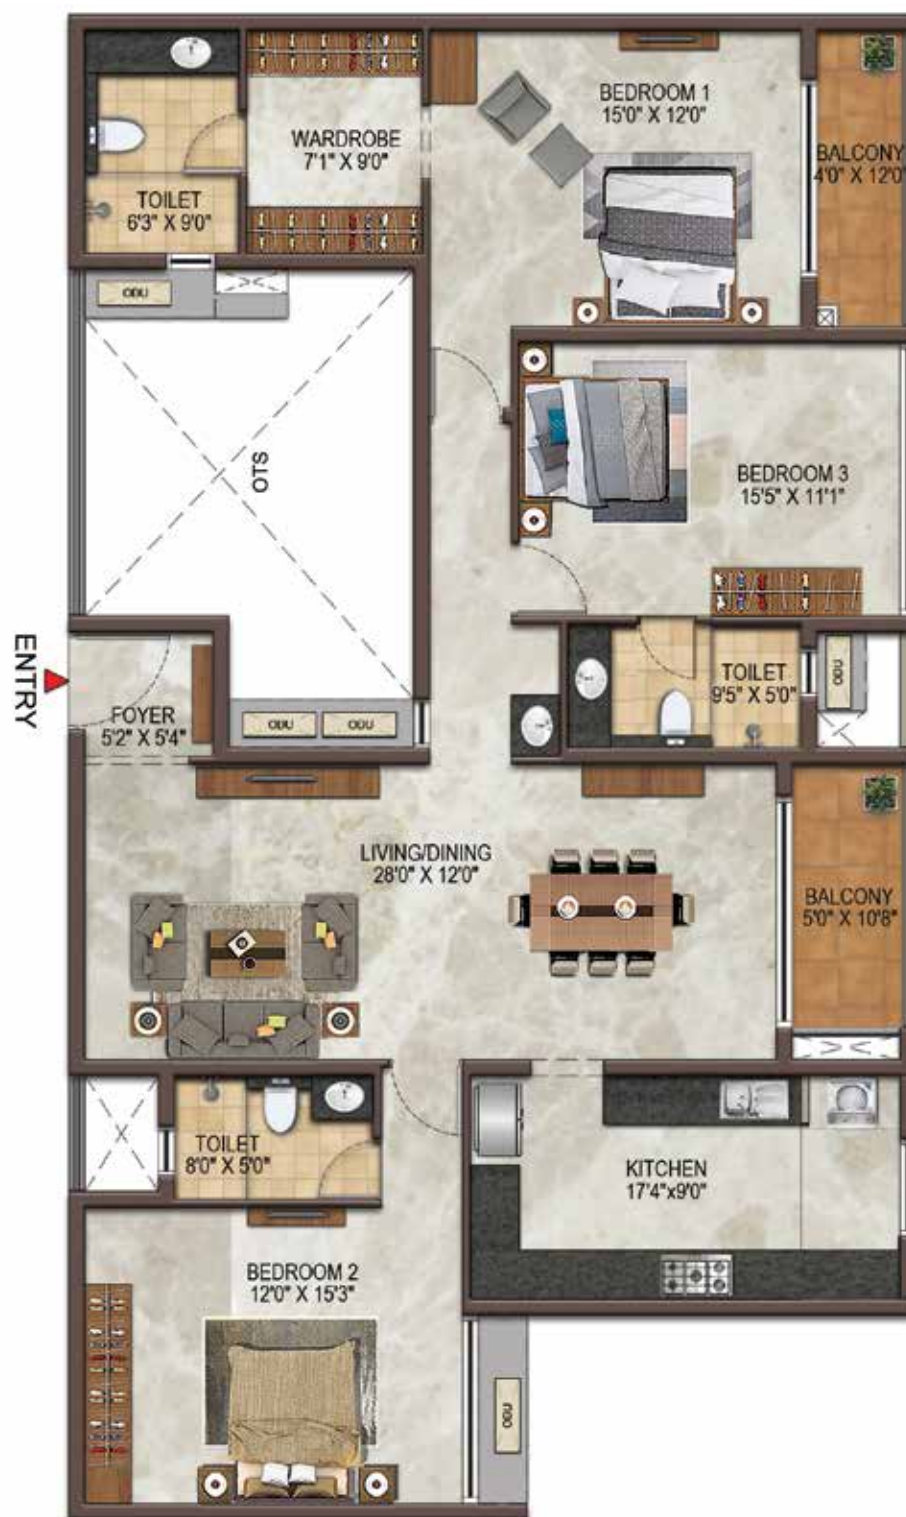 BEDROOM 1
15'0" X 12'0"
WARDROBE
7'1" X 9'0"
BALCONY
4'0" X 12'0"
TOILET
6'3" X 9'0"
ODU
OTS
BEDROOM 3
15'5" X 11'1"
ENTRY
FOYER
5'2" X 5'4"
ODU
ODU
TOILET
9'5" X 5'0"
ODU
LIVING/DINING
28'0" X 12'0"
BALCONY
5'0" X 10'8"
TOILET
8'0" X 5'0"
KITCHEN
17'4"x9'0"
BEDROOM 2
12'0" X 15'3"
ODU